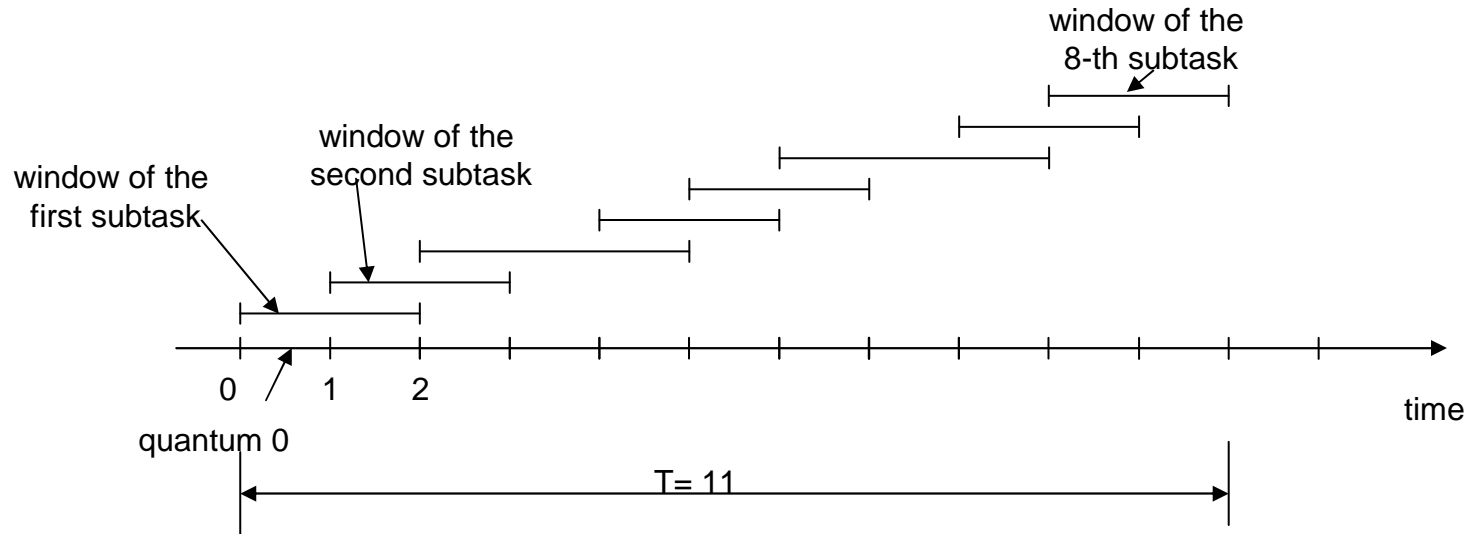 window of the
8-th subtask
window of the
second subtask
window of the
first subtask
0
1
2
time
quantum 0
T= 11